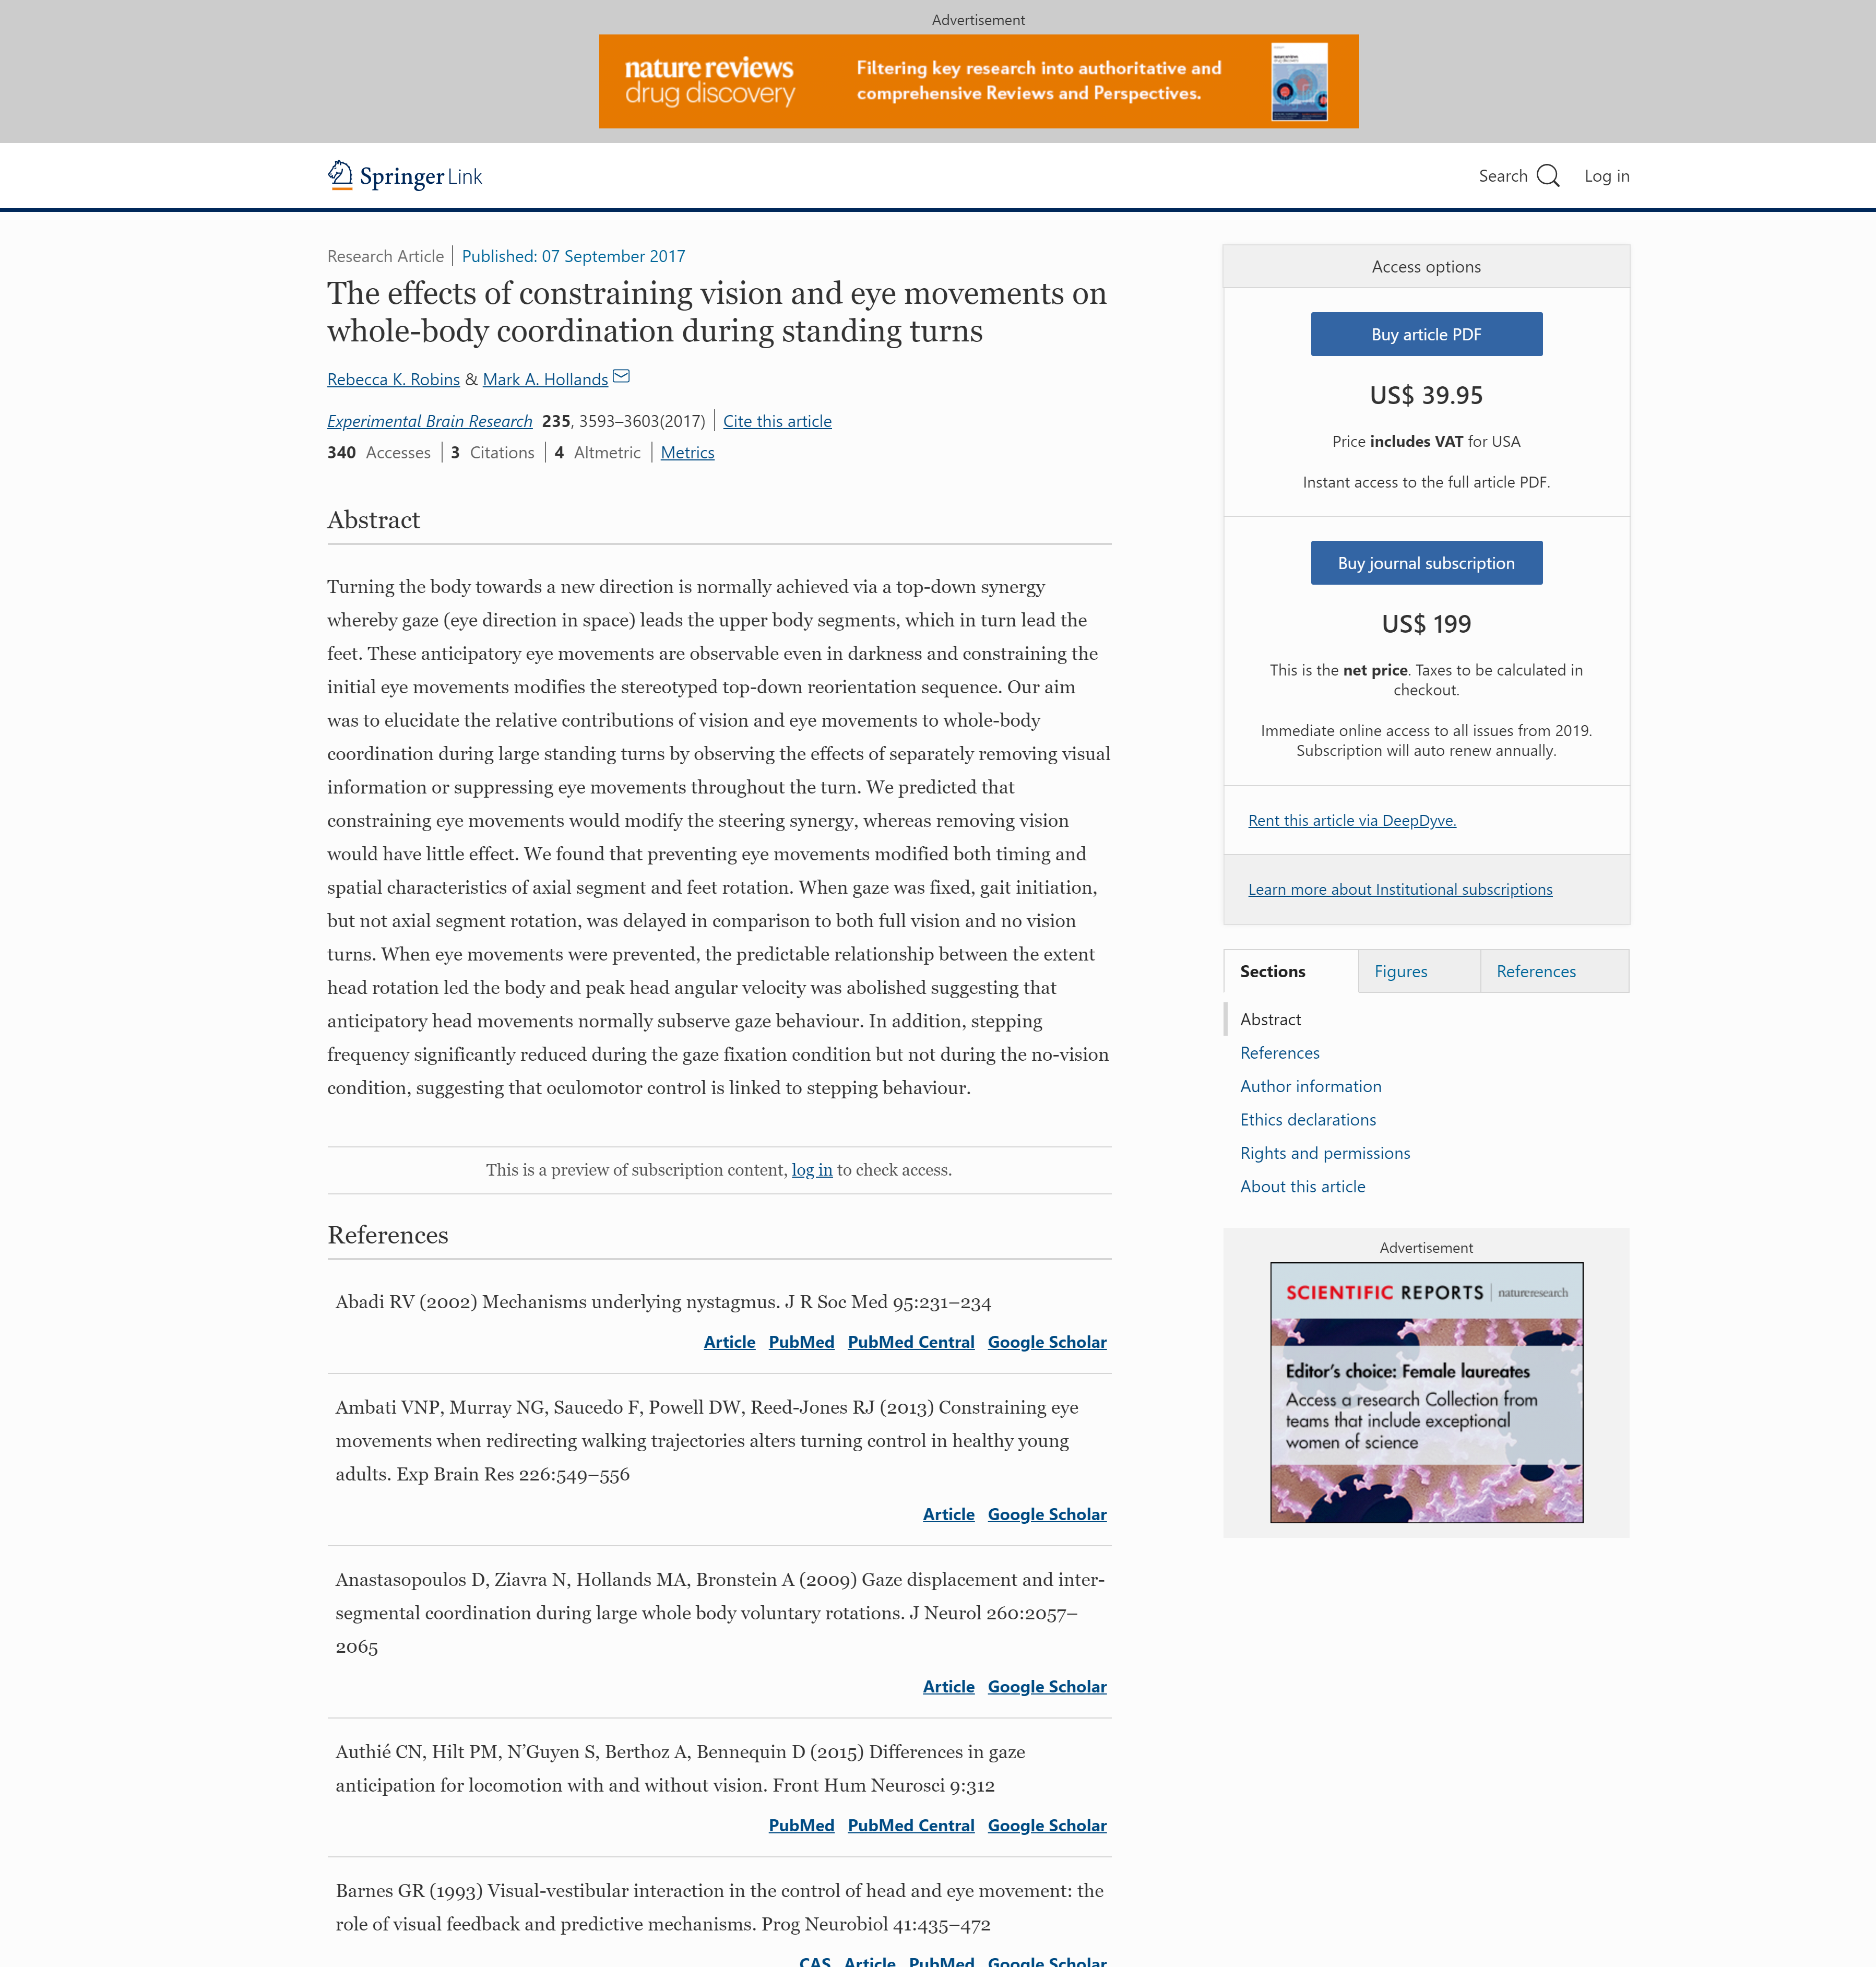 Advertisement
nature reviews
drug discovery
Filtering key research into authoritative and
comprehensive Reviews and Perspectives.
Springer Link
Search
Log in
Research Article | Published: 07 September 2017
The effects of constraining vision and eye movements on
whole-body coordination during standing turns
Rebecca K. Robins & Mark A. Hollands
Experimental Brain Research 235, 3593–3603(2017) | Cite this article
340 Accesses | 3 Citations | 4 Altmetric | Metrics
Abstract
Turning the body towards a new direction is normally achieved via a top-down synergy
whereby gaze (eye direction in space) leads the upper body segments, which in turn lead the
feet. These anticipatory eye movements are observable even in darkness and constraining the
initial eye movements modifies the stereotyped top-down reorientation sequence. Our aim
was to elucidate the relative contributions of vision and eye movements to whole-body
coordination during large standing turns by observing the effects of separately removing visual
information or suppressing eye movements throughout the turn. We predicted that
constraining eye movements would modify the steering synergy, whereas removing vision
would have little effect. We found that preventing eye movements modified both timing and
spatial characteristics of axial segment and feet rotation. When gaze was fixed, gait initiation,
but not axial segment rotation, was delayed in comparison to both full vision and no vision
turns. When eye movements were prevented, the predictable relationship between the extent
head rotation led the body and peak head angular velocity was abolished suggesting that
anticipatory head movements normally subserve gaze behaviour. In addition, stepping
frequency significantly reduced during the gaze fixation condition but not during the no-vision
condition, suggesting that oculomotor control is linked to stepping behaviour.
This is a preview of subscription content, log in to check access.
References
Abadi RV (2002) Mechanisms underlying nystagmus. J R Soc Med 95:231–234
Article PubMed PubMed Central Google Scholar
Ambati VNP, Murray NG, Saucedo F, Powell DW, Reed-Jones RJ (2013) Constraining eye
movements when redirecting walking trajectories alters turning control in healthy young
adults. Exp Brain Res 226:549–556
Article Google Scholar
Anastasopoulos D, Ziavra N, Hollands MA, Bronstein A (2009) Gaze displacement and inter-
segmental coordination during large whole body voluntary rotations. J Neurol 260:2057–
2065
Article Google Scholar
Authié CN, Hilt PM, N’Guyen S, Berthoz A, Bennequin D (2015) Differences in gaze
anticipation for locomotion with and without vision. Front Hum Neurosci 9:312
PubMed PubMed Central Google Scholar
Barnes GR (1993) Visual-vestibular interaction in the control of head and eye movement: the
role of visual feedback and predictive mechanisms. Prog Neurobiol 41:435–472
CAS Article PubMed Google Scholar
Access options
Buy article PDF
US$ 39.95
Price includes VAT for USA
Instant access to the full article PDF.
Buy journal subscription
US$ 199
This is the net price. Taxes to be calculated in
checkout.
Immediate online access to all issues from 2019.
Subscription will auto renew annually.
Rent this article via DeepDyve.
Learn more about Institutional subscriptions
Sections Figures References
Abstract
References
Author information
Ethics declarations
Rights and permissions
About this article
Advertisement
SCIENTIFIC REPORTS | natureresearch
Editor’s choice: Female laureates
Access a research Collection from
teams that include exceptional
women of science